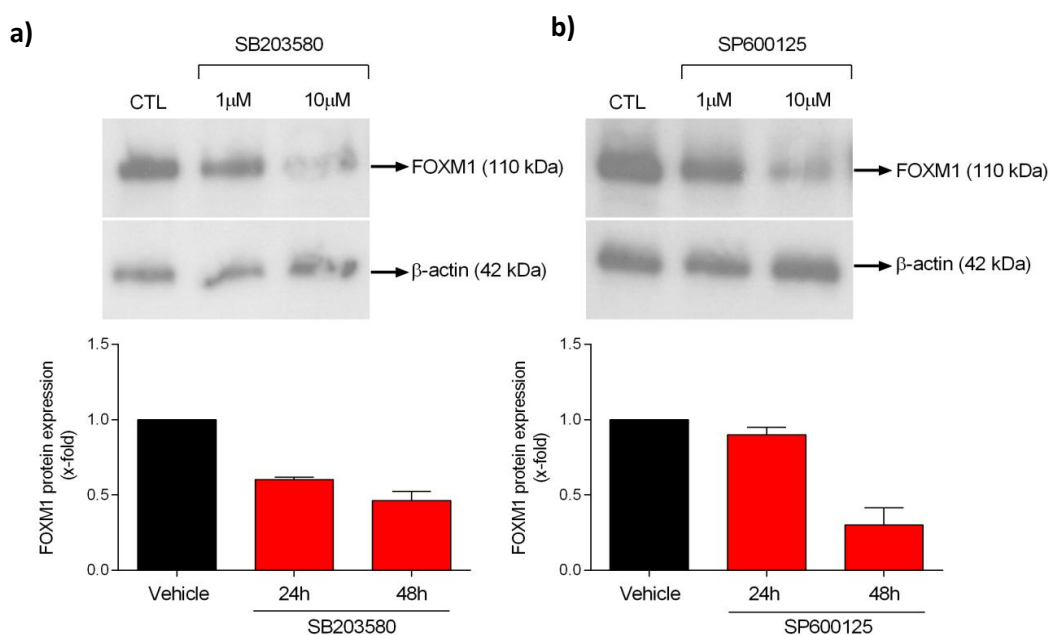 a)
SB203580
CTL 1μM 10μM
FOXM1 (110 kDa)
β-actin (42 kDa)
FOXM1 protein expression
(x-fold)
1.5
1.0
0.5
0.0
Vehicle 24h 48h
SB203580
b)
SP600125
CTL 1μM 10μM
FOXM1 (110 kDa)
β-actin (42 kDa)
FOXM1 protein expression
(x-fold)
1.5
1.0
0.5
0.0
Vehicle 24h 48h
SP600125